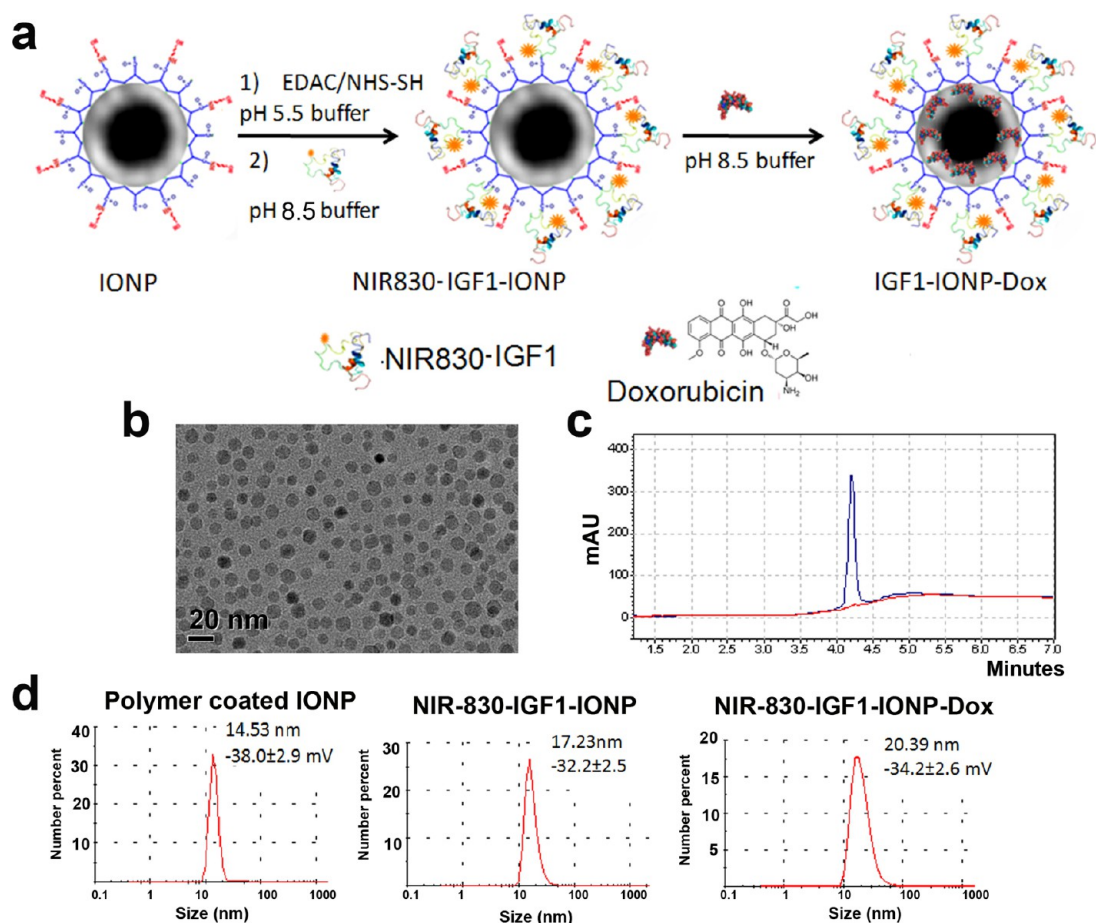 a
1) EDAC/NHS-SH
pH 5.5 buffer
2)
pH 8.5 buffer
pH 8.5 buffer
IONP
NIR830-IGF1-IONP
IGF1-IONP-Dox
NIR830-IGF1
Doxorubicin
O
OH
O
OH
OH
OH
O
O
OH
O
O
OH
NH2
b
20 nm
c
mAU
400
300
200
100
0
1.5 2.0 2.5 3.0 3.5 4.0 4.5 5.0 5.5 6.0 6.5 7.0
Minutes
d
Polymer coated IONP
14.53 nm
-38.0±2.9 mV
Number percent
40
30
20
10
0.1 1 10 100 1000
Size (nm)
NIR-830-IGF1-IONP
17.23nm
-32.2±2.5
Number percent
30
20
10
0.1 1 10 100 1000
Size (nm)
NIR-830-IGF1-IONP-Dox
20.39 nm
-34.2±2.6 mV
Number percent
20
15
10
5
0.1 1 10 100 1000
Size (nm)